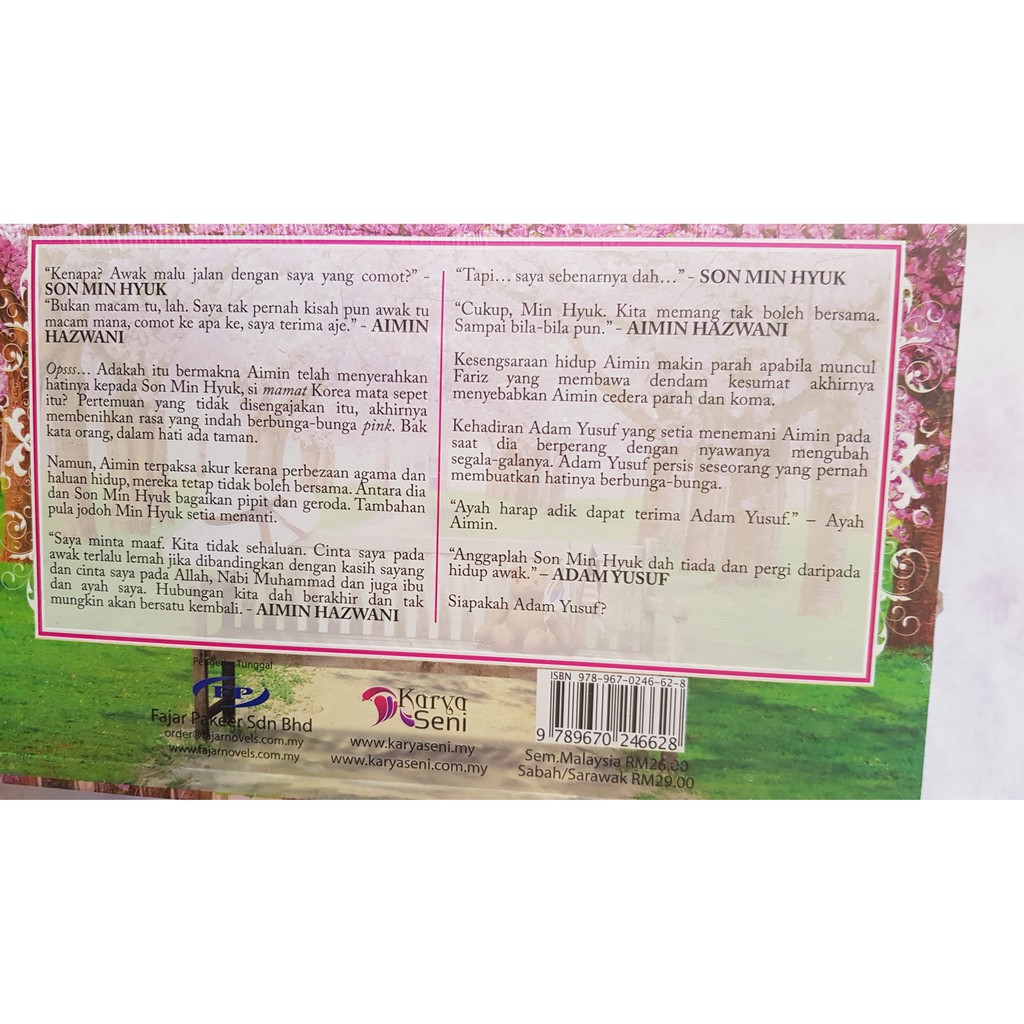 “Kenapa? Awak malu jalan dengan saya yang comot?” -
SON MIN HYUK
“Bukan macam tu, lah. Saya tak pernah kisah pun awak tu
macam mana, comot ke apa ke, saya terima aje.” - AIMIN
HAZWANI
Opsss... Adakah itu bermakna Aimin telah menyerahkan
hatinya kepada Son Min Hyuk, si mamat Korea mata sepet
itu? Pertemuan yang tidak disengajakan itu, akhirnya
membenihkan rasa yang indah berbunga-bunga pink. Bak
kata orang, dalam hati ada taman.
Namun, Aimin terpaksa akur kerana perbezaan agama dan
haluan hidup, mereka tetap tidak boleh bersama. Antara dia
dan Son Min Hyuk bagaikan pipit dan geroda. Tambahan
pula jodoh Min Hyuk setia menanti.
“Saya minta maaf. Kita tidak sehaluan. Cinta saya pada
awak terlalu lemah jika dibandingkan dengan kasih sayang
dan cinta saya pada Allah, Nabi Muhammad dan juga ibu
dan ayah saya. Hubungan kita dah berakhir dan tak
mungkin akan bersatu kembali. - AIMIN HAZWANI
“Tapi... saya sebenarnya dah...” - SON MIN HYUK
“Cukup, Min Hyuk. Kita memang tak boleh bersama.
Sampai bila-bila pun.” - AIMIN HAZWANI
Kesengsaraan hidup Aimin makin parah apabila muncul
Fariz yang membawa dendam kesumat akhirnya
menyebabkan Aimin cedera parah dan koma.
Kehadiran Adam Yusuf yang setia menemani Aimin pada
saat dia berperang dengan nyawanya mengubah
segala-galanya. Adam Yusuf persis seseorang yang pernah
membuatkan hatinya berbunga-bunga.
“Ayah harap adik dapat terima Adam Yusuf.” – Ayah
Aimin.
“Anggaplah Son Min Hyuk dah tiada dan pergi daripada
hidup awak.” – ADAM YUSUF
Siapakah Adam Yusuf?
Pengedar Tunggal
FP
Fajar Pakeer Sdn Bhd
order@fajarnovels.com.my
www.fajarnovels.com.my
Karya
Seni
www.karyaseni.my
www.karyaseni.com.my
ISBN 978-967-0246-62-8
9 789670 246628
Sem.Malaysia RM26.00
Sabah/Sarawak RM29.00